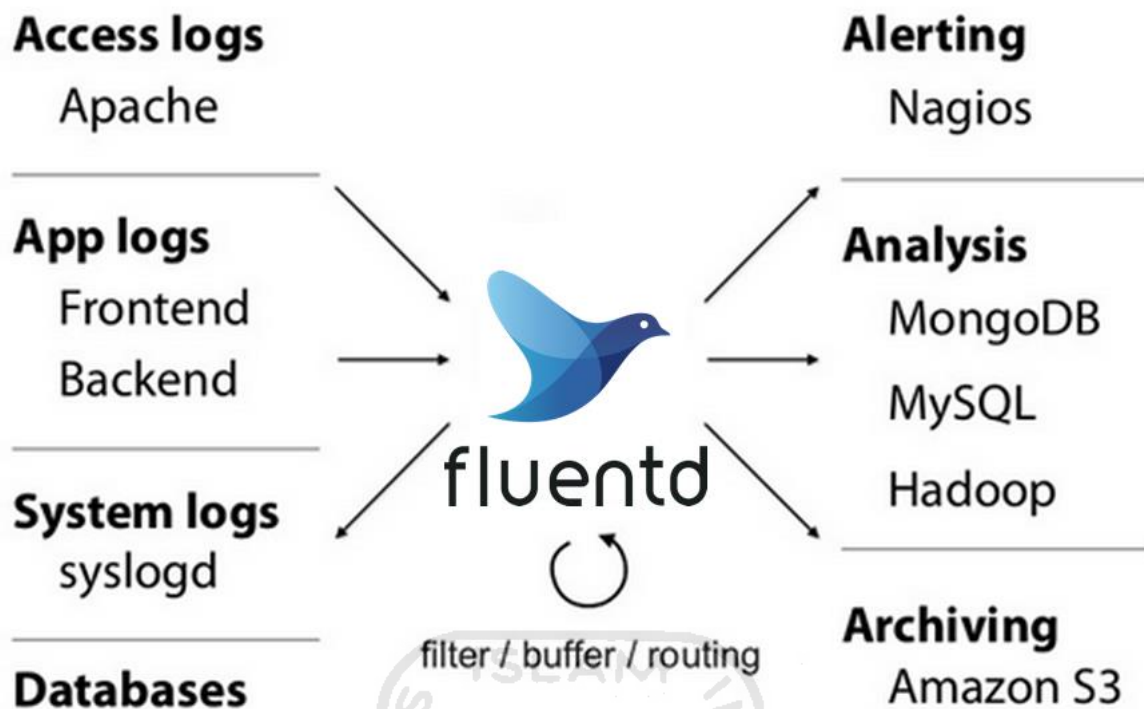 Access logs
Apache
App logs
Frontend
Backend
System logs
syslogd
Databases
fluentd
filter / buffer / routing
Alerting
Nagios
Analysis
MongoDB
MySQL
Hadoop
Archiving
Amazon S3
ISLAM